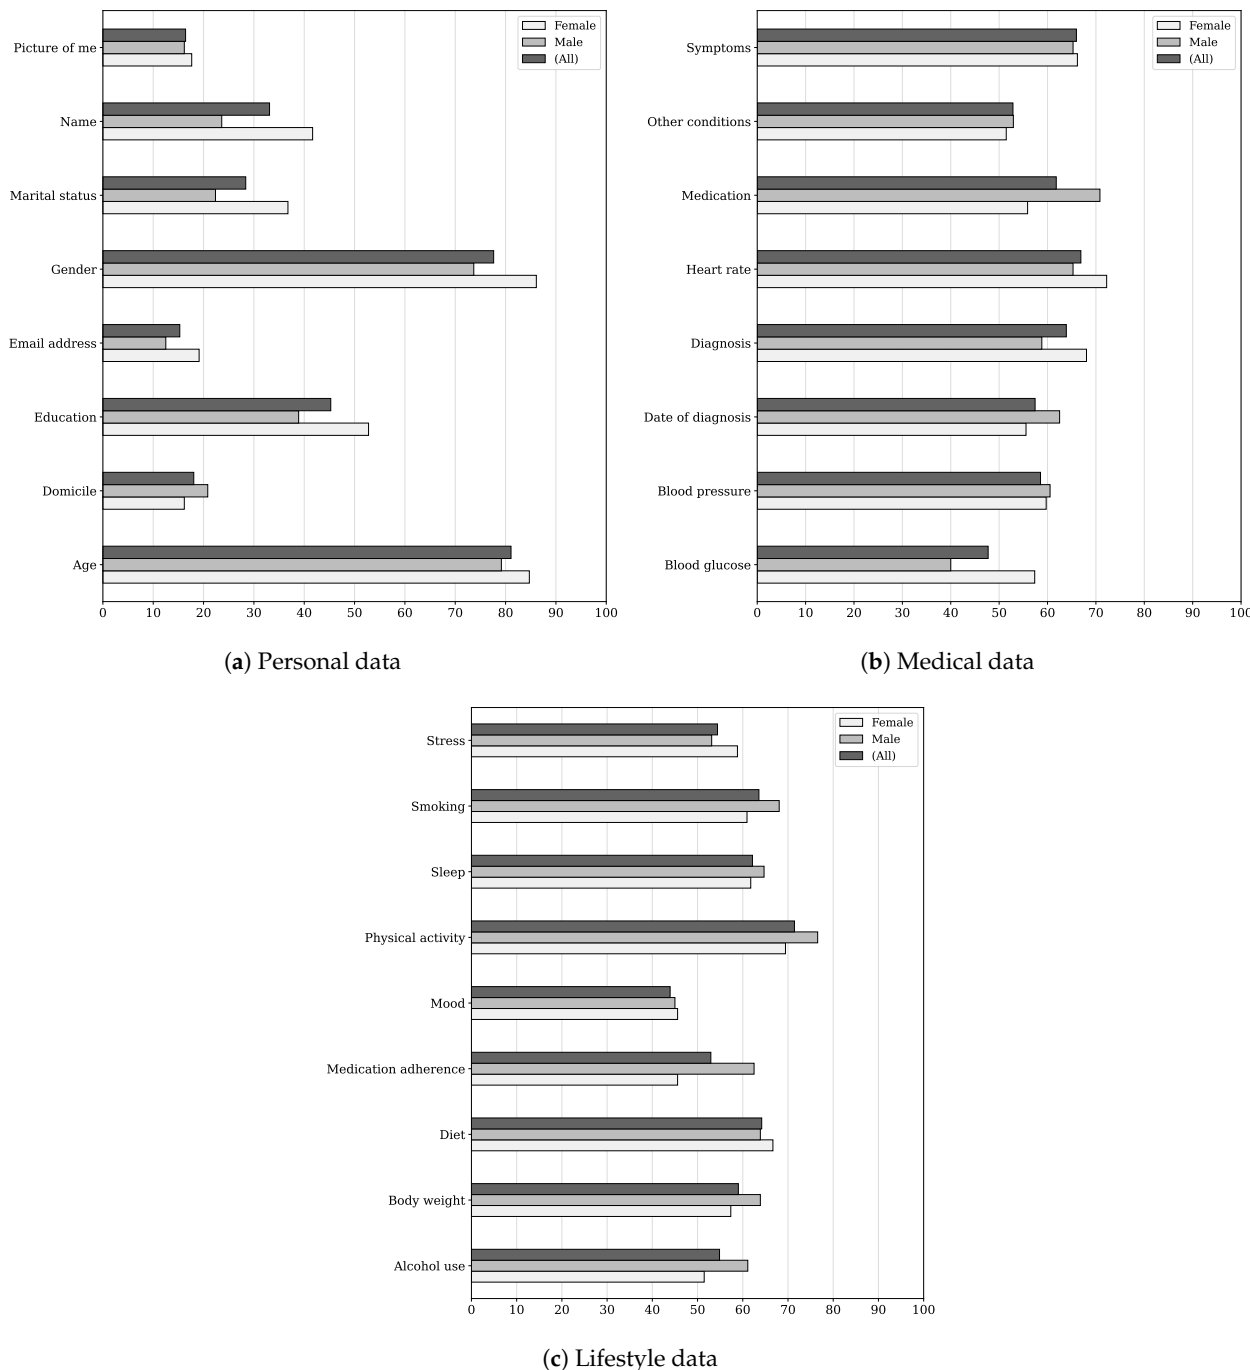 Female
Male
(All)
Picture of me
Name
Marital status
Gender
Email address
Education
Domicile
Age
0 10 20 30 40 50 60 70 80 90 100
(a) Personal data
Female
Male
(All)
Symptoms
Other conditions
Medication
Heart rate
Diagnosis
Date of diagnosis
Blood pressure
Blood glucose
0 10 20 30 40 50 60 70 80 90 100
(b) Medical data
Female
Male
(All)
Stress
Smoking
Sleep
Physical activity
Mood
Medication adherence
Diet
Body weight
Alcohol use
0 10 20 30 40 50 60 70 80 90 100
(c) Lifestyle data